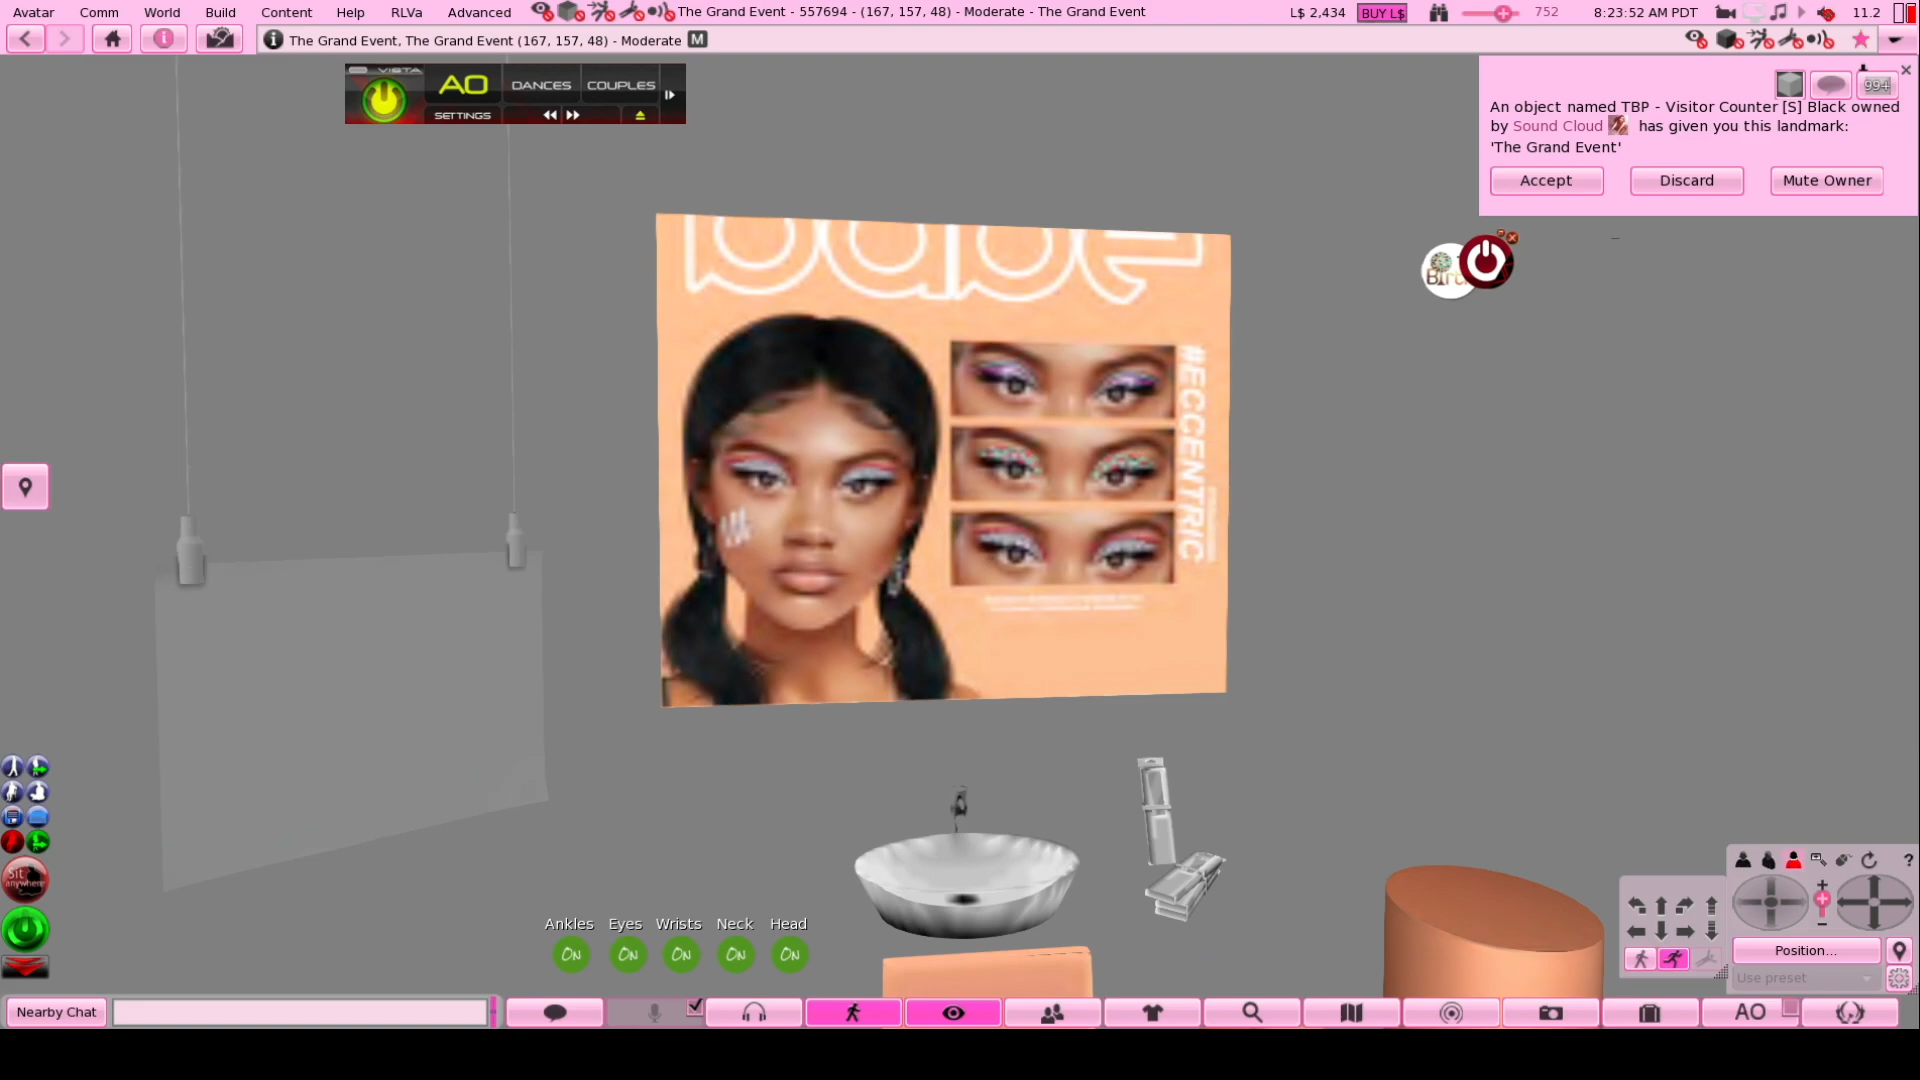 Avatar Comm World Build Content Help RLVa Advanced The Grand Event - 557694 - (167, 157, 48) - Moderate - The Grand Event L$ 2,434 BUY L$ 752 8:23:52 AM PDT 11.2
The Grand Event, The Grand Event (167, 157, 48) - Moderate M
VISTA
AO DANCES COUPLES
SETTINGS
994
An object named TBP - Visitor Counter [S] Black owned
by Sound Cloud has given you this landmark:
'The Grand Event'
Accept Discard Mute Owner
babe
#ECCENTRIC
Sit
anywhere
Ankles Eyes Wrists Neck Head
ON ON ON ON ON
?
Position...
Use preset
Nearby Chat
AO